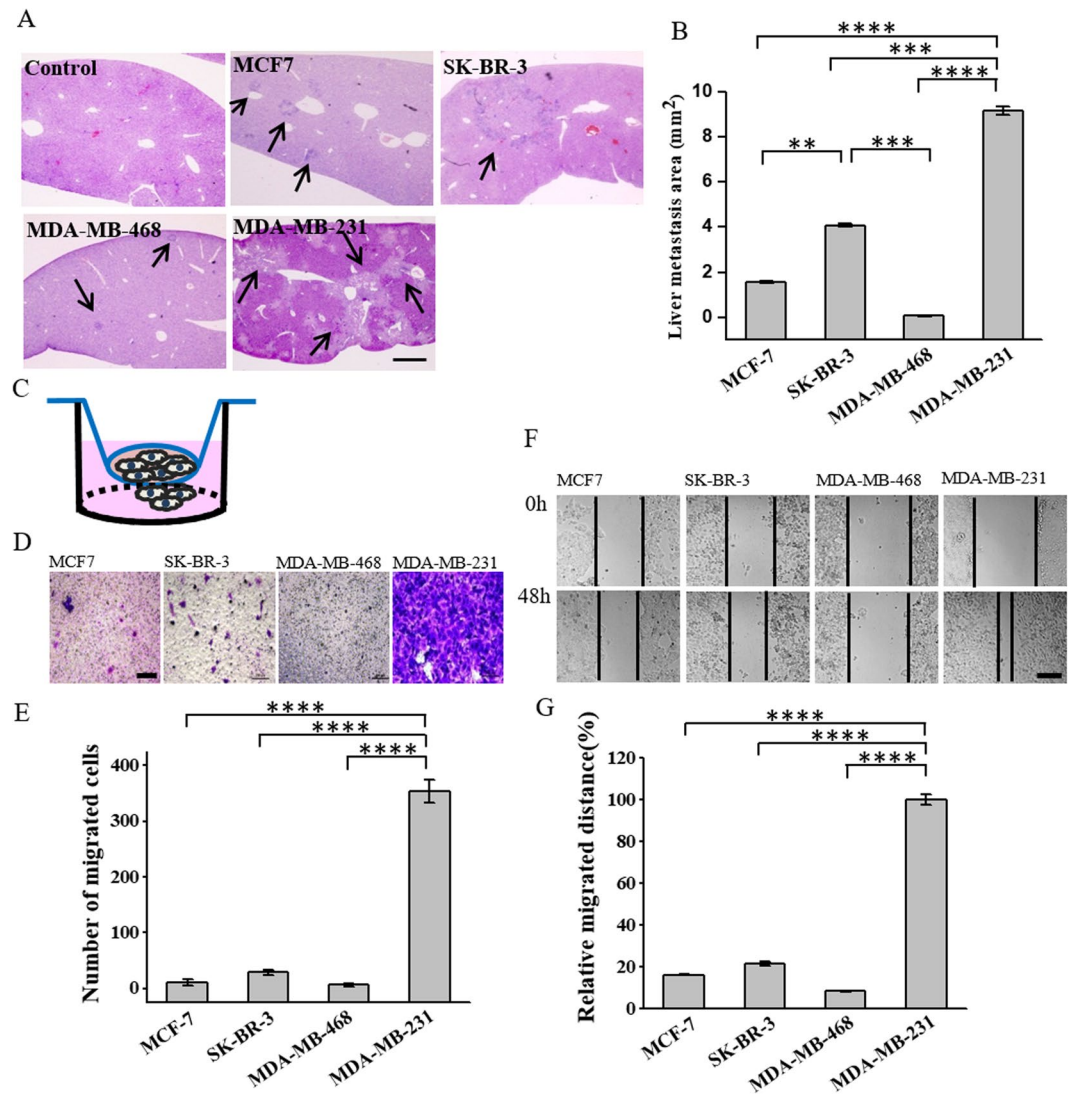 A
Control
MCF7
SK-BR-3
MDA-MB-468
MDA-MB-231
B
****
***
****
**
***
Liver metastasis area (mm²)
10
8
6
4
2
0
MCF-7
SK-BR-3
MDA-MB-468
MDA-MB-231
C
D
MCF7
SK-BR-3
MDA-MB-468
MDA-MB-231
E
****
****
****
Number of migrated cells
400
300
200
100
0
MCF-7
SK-BR-3
MDA-MB-468
MDA-MB-231
F
MCF7
SK-BR-3
MDA-MB-468
MDA-MB-231
0h
48h
G
****
****
****
Relative migrated distance(%)
120
100
80
60
40
20
0
MCF-7
SK-BR-3
MDA-MB-468
MDA-MB-231